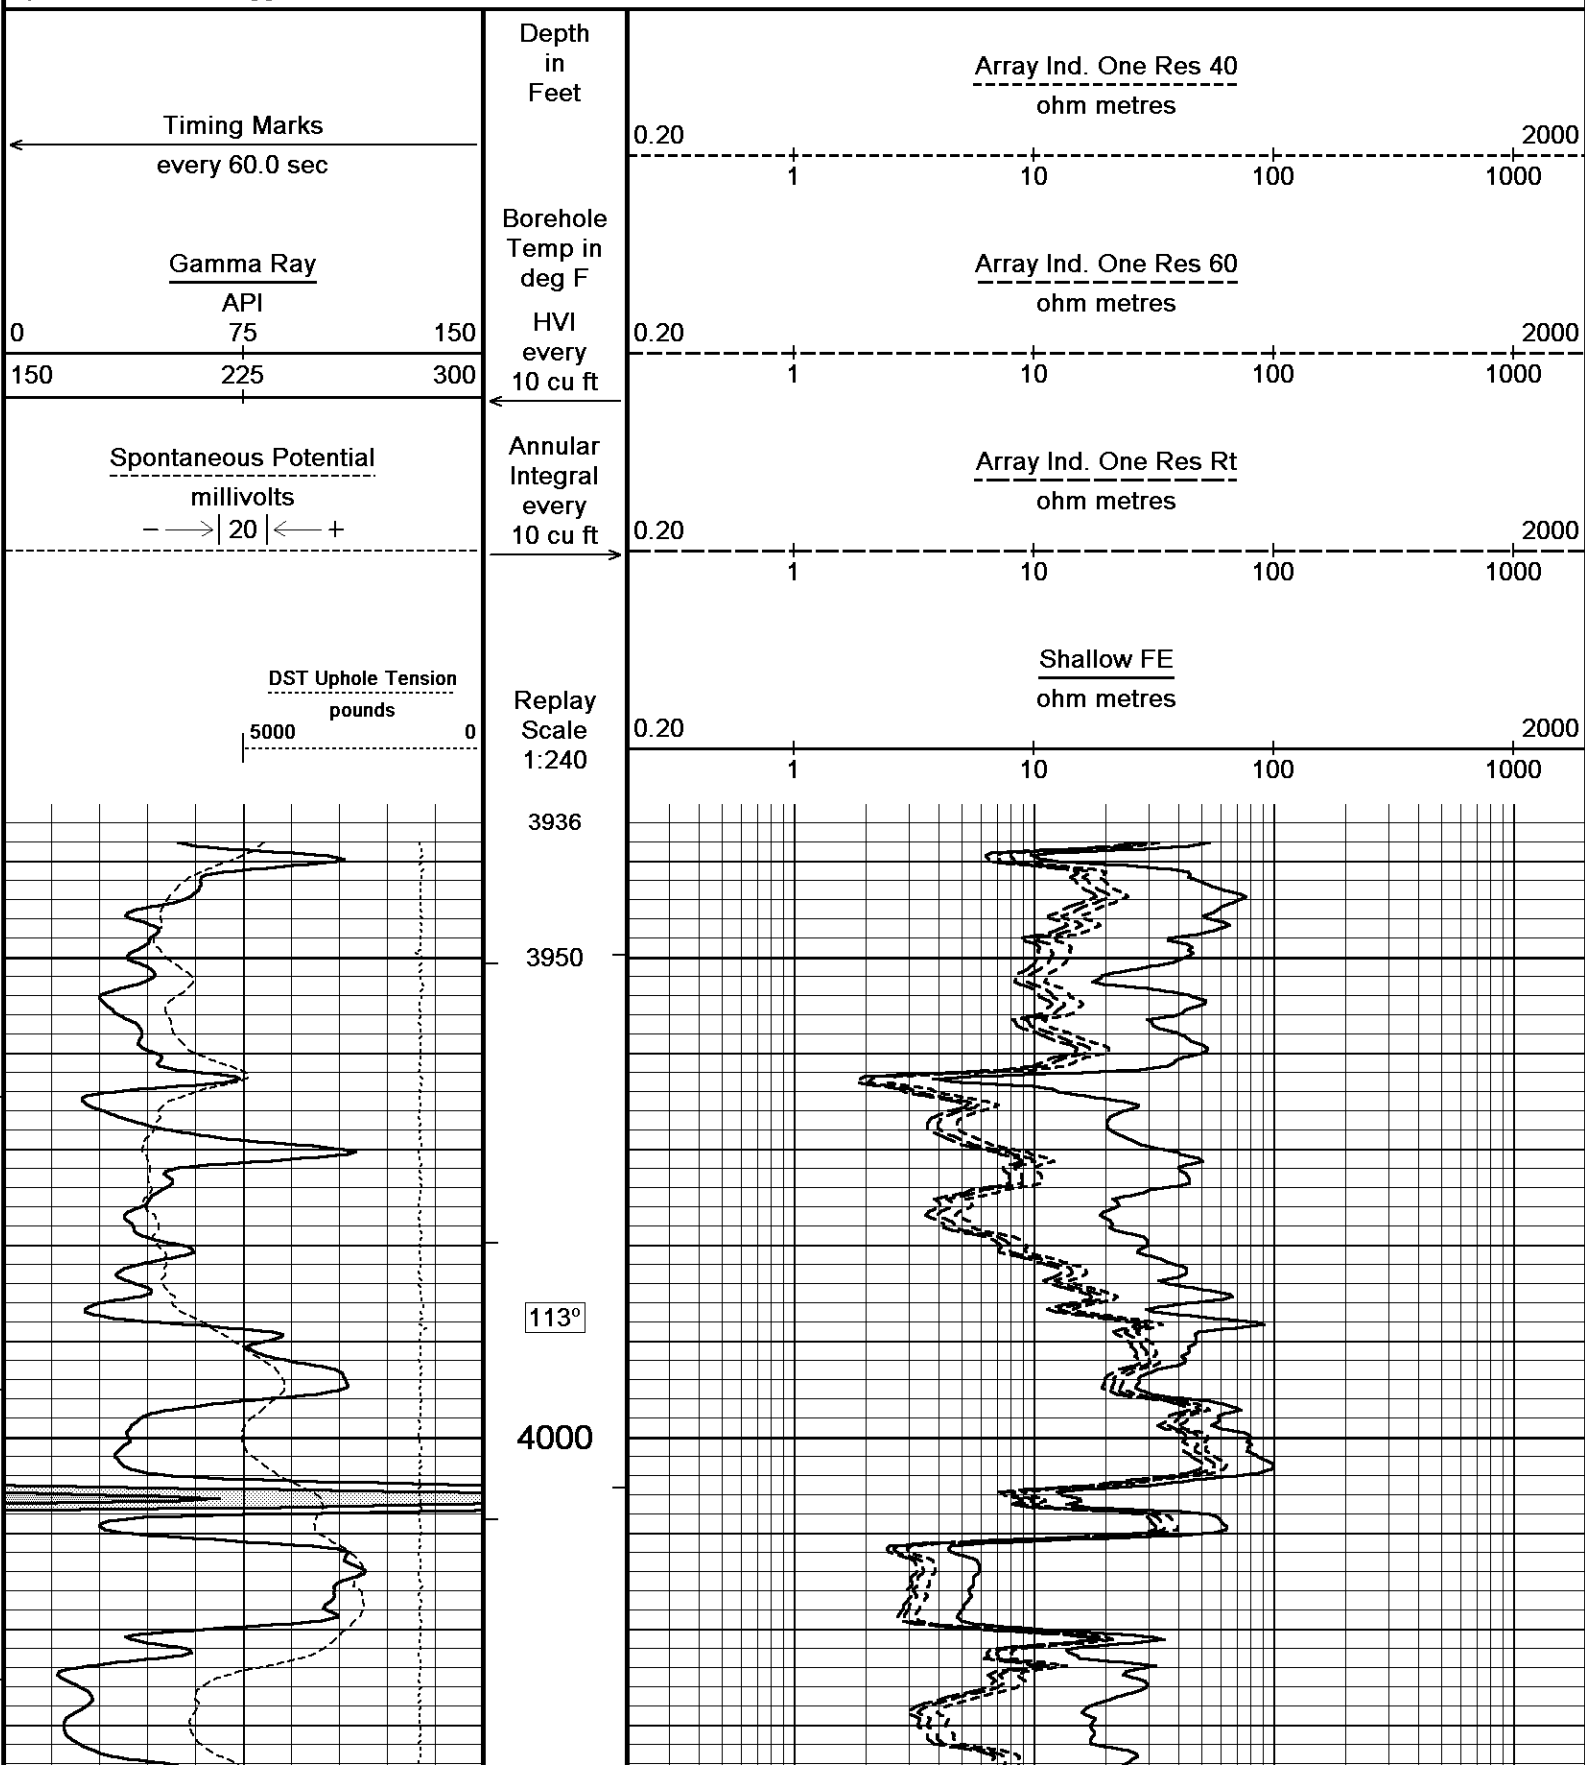 Timing Marks
every 60.0 sec
Gamma Ray
API
0 75 150
150 225 300
Spontaneous Potential
millivolts
− 20 +
DST Uphole Tension
pounds
5000 0
Depth
in
Feet
Borehole
Temp in
deg F
HVI
every
10 cu ft
Annular
Integral
every
10 cu ft
Replay
Scale
1:240
Array Ind. One Res 40
ohm metres
0.20 2000
1 10 100 1000
Array Ind. One Res 60
ohm metres
0.20 2000
1 10 100 1000
Array Ind. One Res Rt
ohm metres
0.20 2000
1 10 100 1000
Shallow FE
ohm metres
0.20 2000
1 10 100 1000
3936
3950
113º
4000